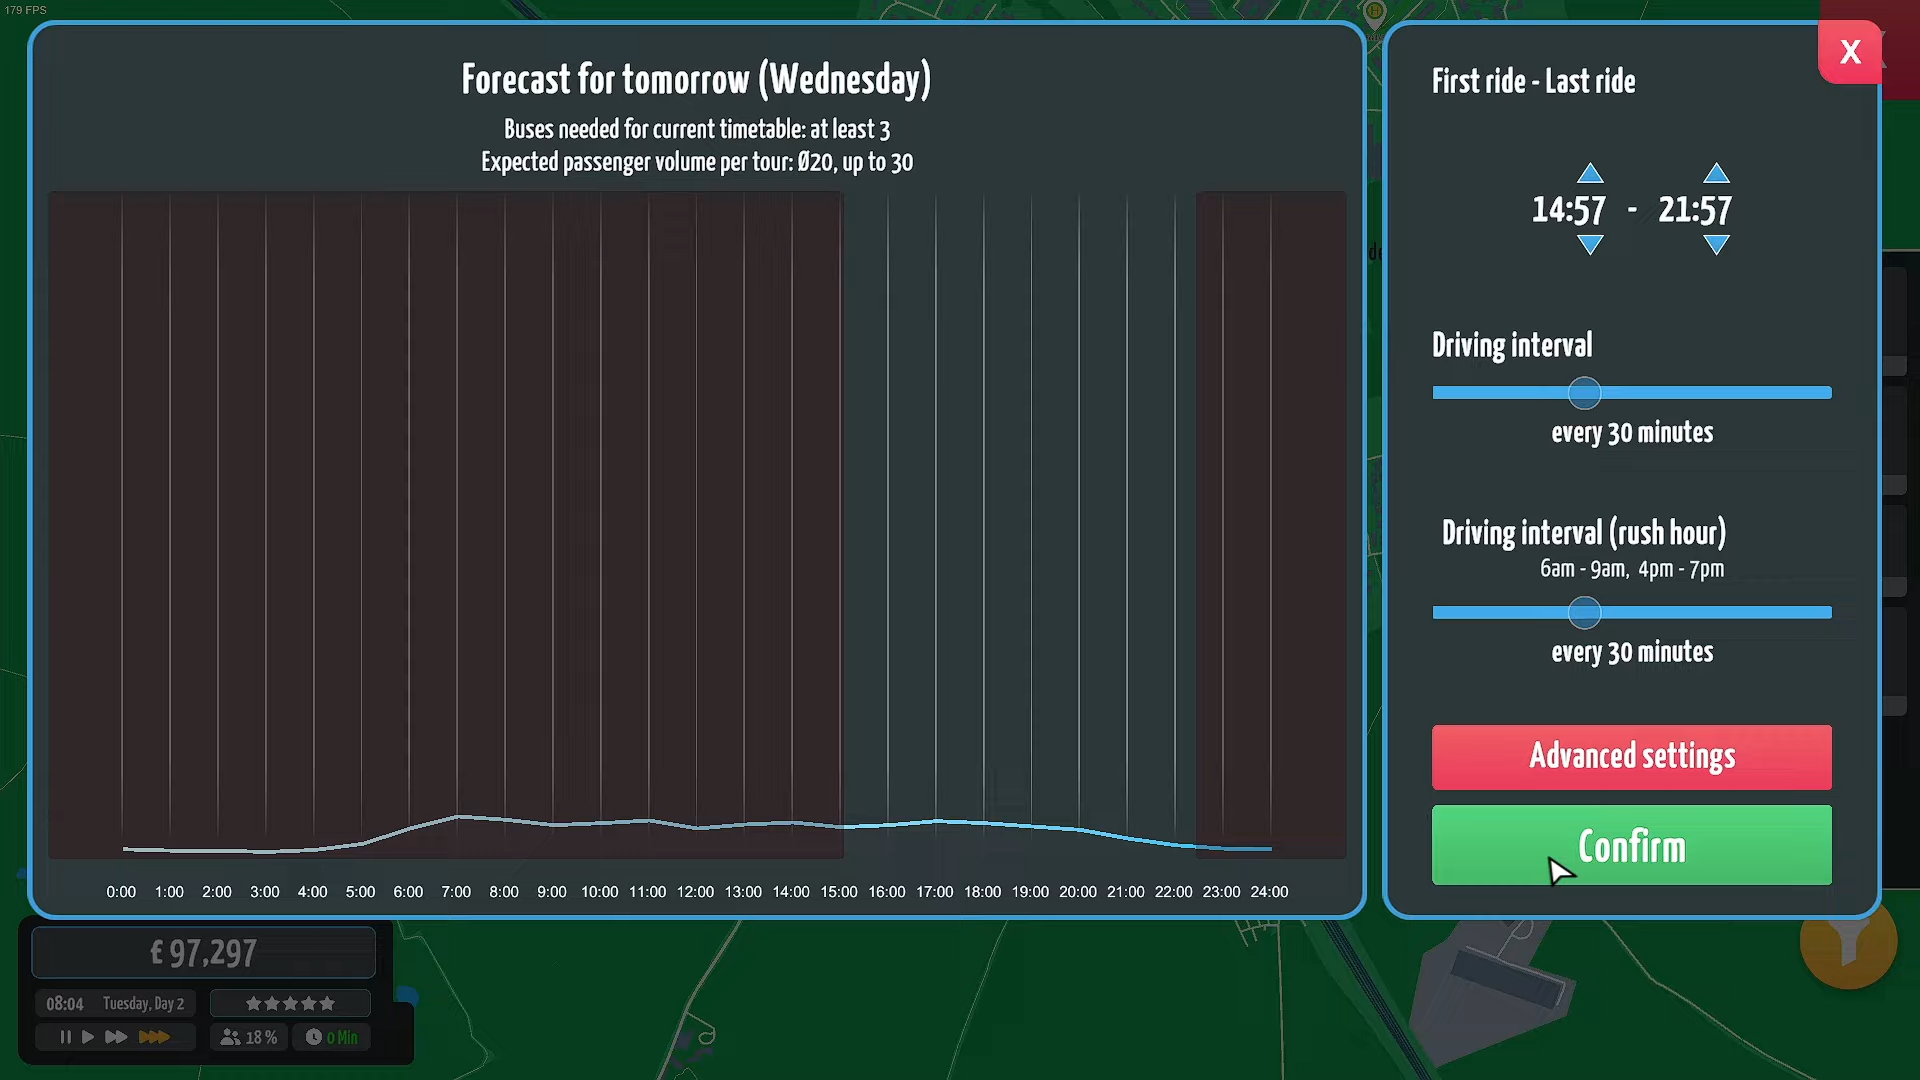 179 FPS
Forecast for tomorrow (Wednesday)
Buses needed for current timetable: at least 3
Expected passenger volume per tour: Ø20, up to 30
0:00 1:00 2:00 3:00 4:00 5:00 6:00 7:00 8:00 9:00 10:00 11:00 12:00 13:00 14:00 15:00 16:00 17:00 18:00 19:00 20:00 21:00 22:00 23:00 24:00
X
First ride - Last ride
14:57 - 21:57
Driving interval
every 30 minutes
Driving interval (rush hour)
6am - 9am, 4pm - 7pm
every 30 minutes
Advanced settings
Confirm
£ 97,297
08:04 Tuesday, Day 2
18 % 0 Min